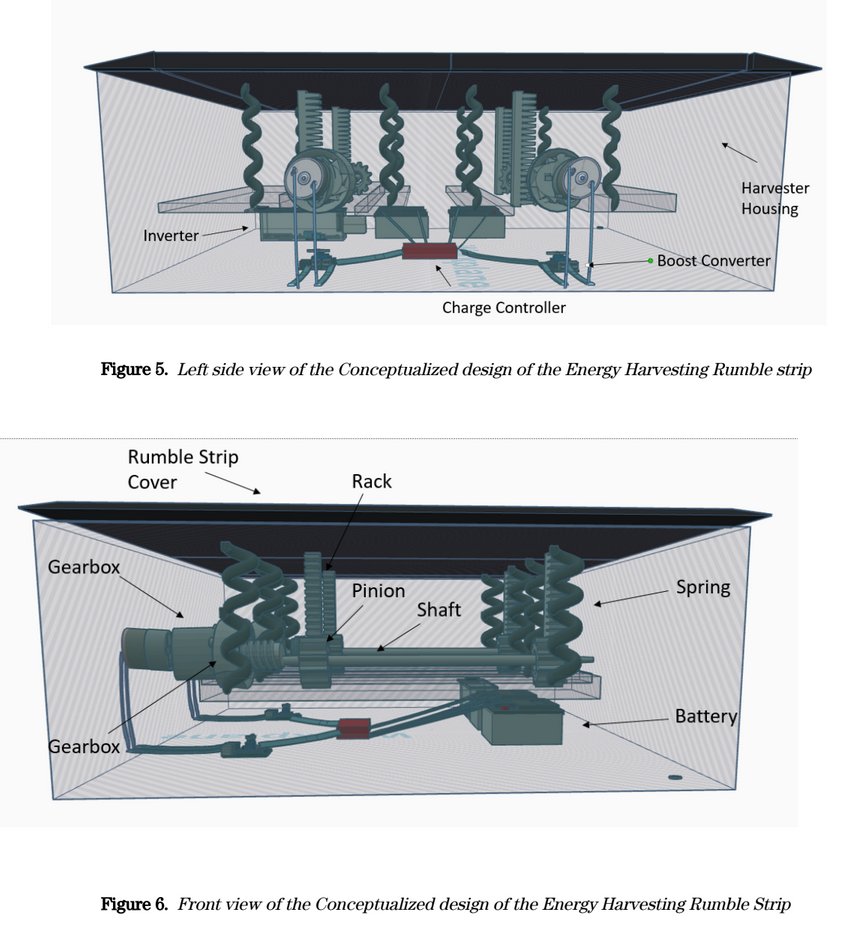 Harvester
Housing
Inverter
Boost Converter
Charge Controller
Figure 5. Left side view of the Conceptualized design of the Energy Harvesting Rumble strip
Rumble Strip
Cover
Rack
Gearbox
Pinion
Spring
Shaft
Battery
Gearbox
Figure 6. Front view of the Conceptualized design of the Energy Harvesting Rumble Strip